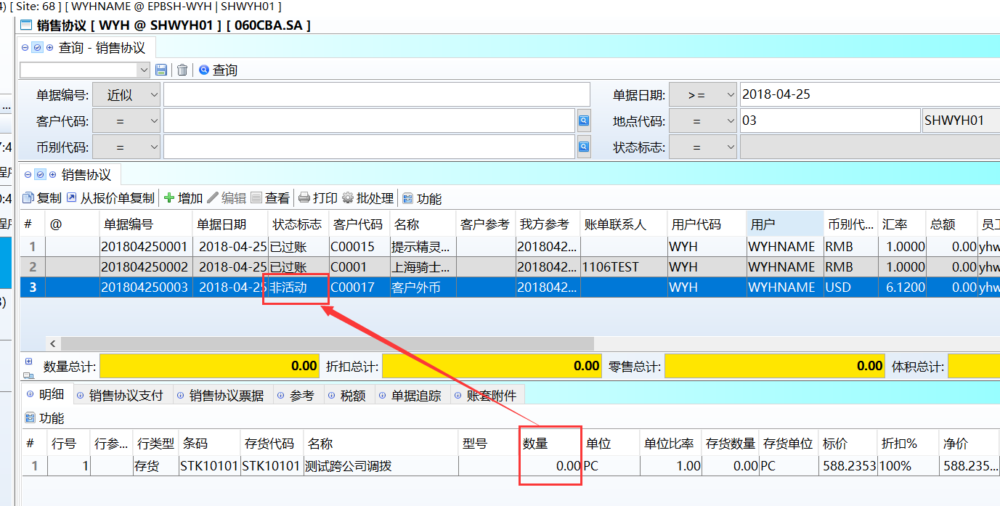 4) [ Site: 68 ] [ WYHNAME @ EPBSH-WYH | SHWYH01 ]
销售协议 [ WYH @ SHWYH01 ] [ 060CBA.SA ]
查询 - 销售协议
查询
单据编号: 近似 单据日期: >= 2018-04-25
客户代码: = 地点代码: = 03 SHWYH01
币别代码: = 状态标志: =
销售协议
复制 从报价单复制 增加 编辑 查看 打印 批处理 功能
# @ 单据编号 单据日期 状态标志 客户代码 名称 客户参考 我方参考 账单联系人 用户代码 用户 币别代... 汇率 总额 员工
1 201804250001 2018-04-25 已过账 C00015 提示精灵... 2018042... WYH WYHNAME RMB 1.0000 0.00 yhw
2 201804250002 2018-04-25 已过账 C0001 上海骑士... 2018042... 1106TEST WYH WYHNAME RMB 1.0000 0.00 yhw
3 201804250003 2018-04-25 非活动 C00017 客户外币 2018042... WYH WYHNAME USD 6.1200 0.00 yhw
数量总计: 0.00 折扣总计: 0.00 零售总计: 0.00 体积总计:
明细 销售协议支付 销售协议票据 参考 税额 单据追踪 账套附件
功能
# 行号 行参... 行类型 条码 存货代码 名称 型号 数量 单位 单位比率 存货数量 存货单位 标价 折扣% 净价
1 1 存货 STK10101 STK10101 测试跨公司调拨 0.00 PC 1.00 0.00 PC 588.2353 100% 588.235...